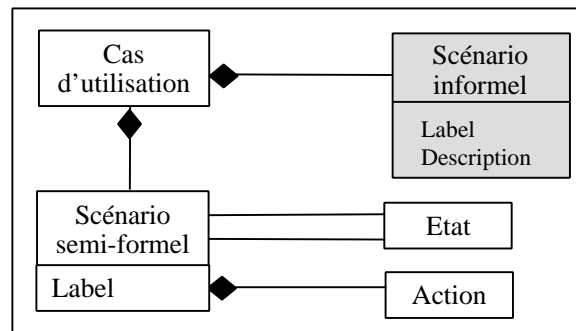 Cas
d'utilisation
Scénario
informel
Label
Description
Scénario
semi-formel
Label
Etat
Action